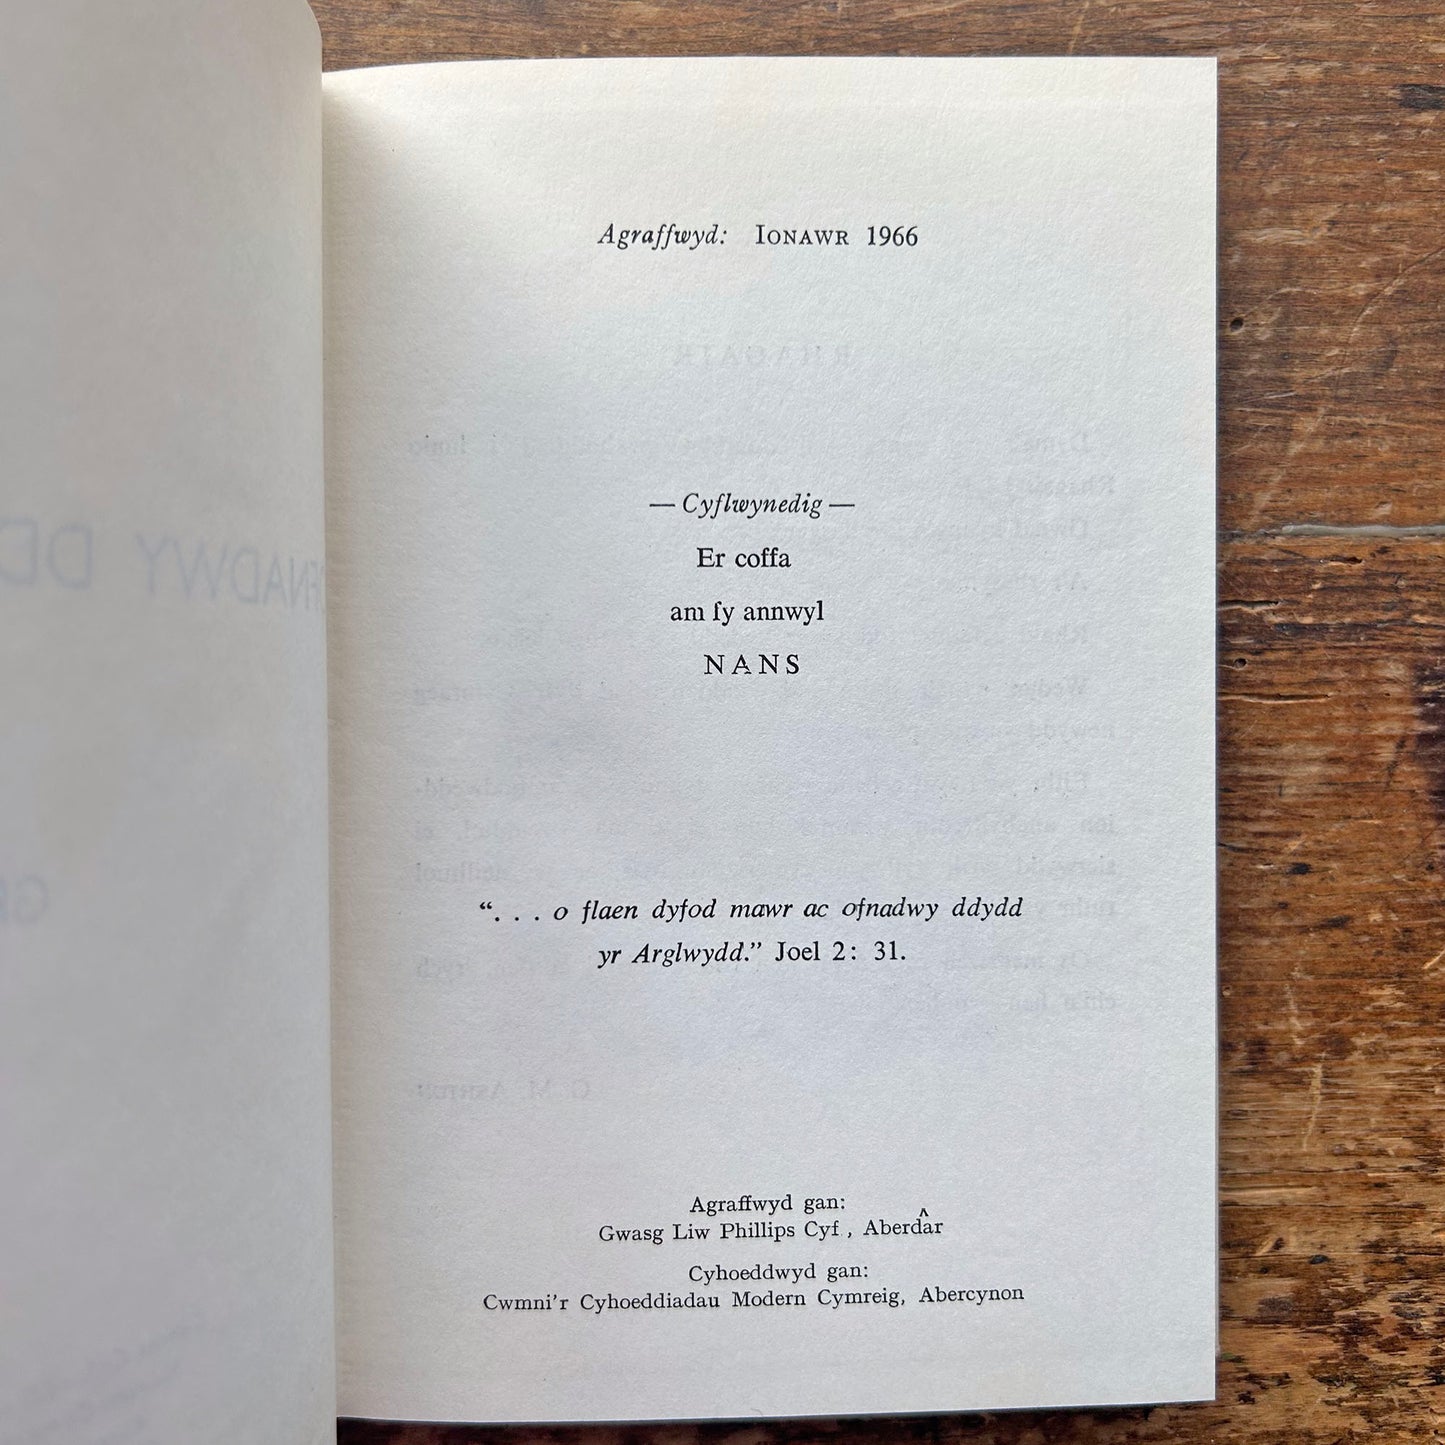 Agraffwyd: IONAWR 1966
— Cyflwynedig —
Er coffa
am fy annwyl
NANS
“. . . o flaen dyfod mawr ac ofnadwy ddydd
yr Arglwydd.” Joel 2: 31.
Agraffwyd gan:
Gwasg Liw Phillips Cyf., Aberdâr
Cyhoeddwyd gan:
Cwmni'r Cyhoeddiadau Modern Cymreig, Abercynon